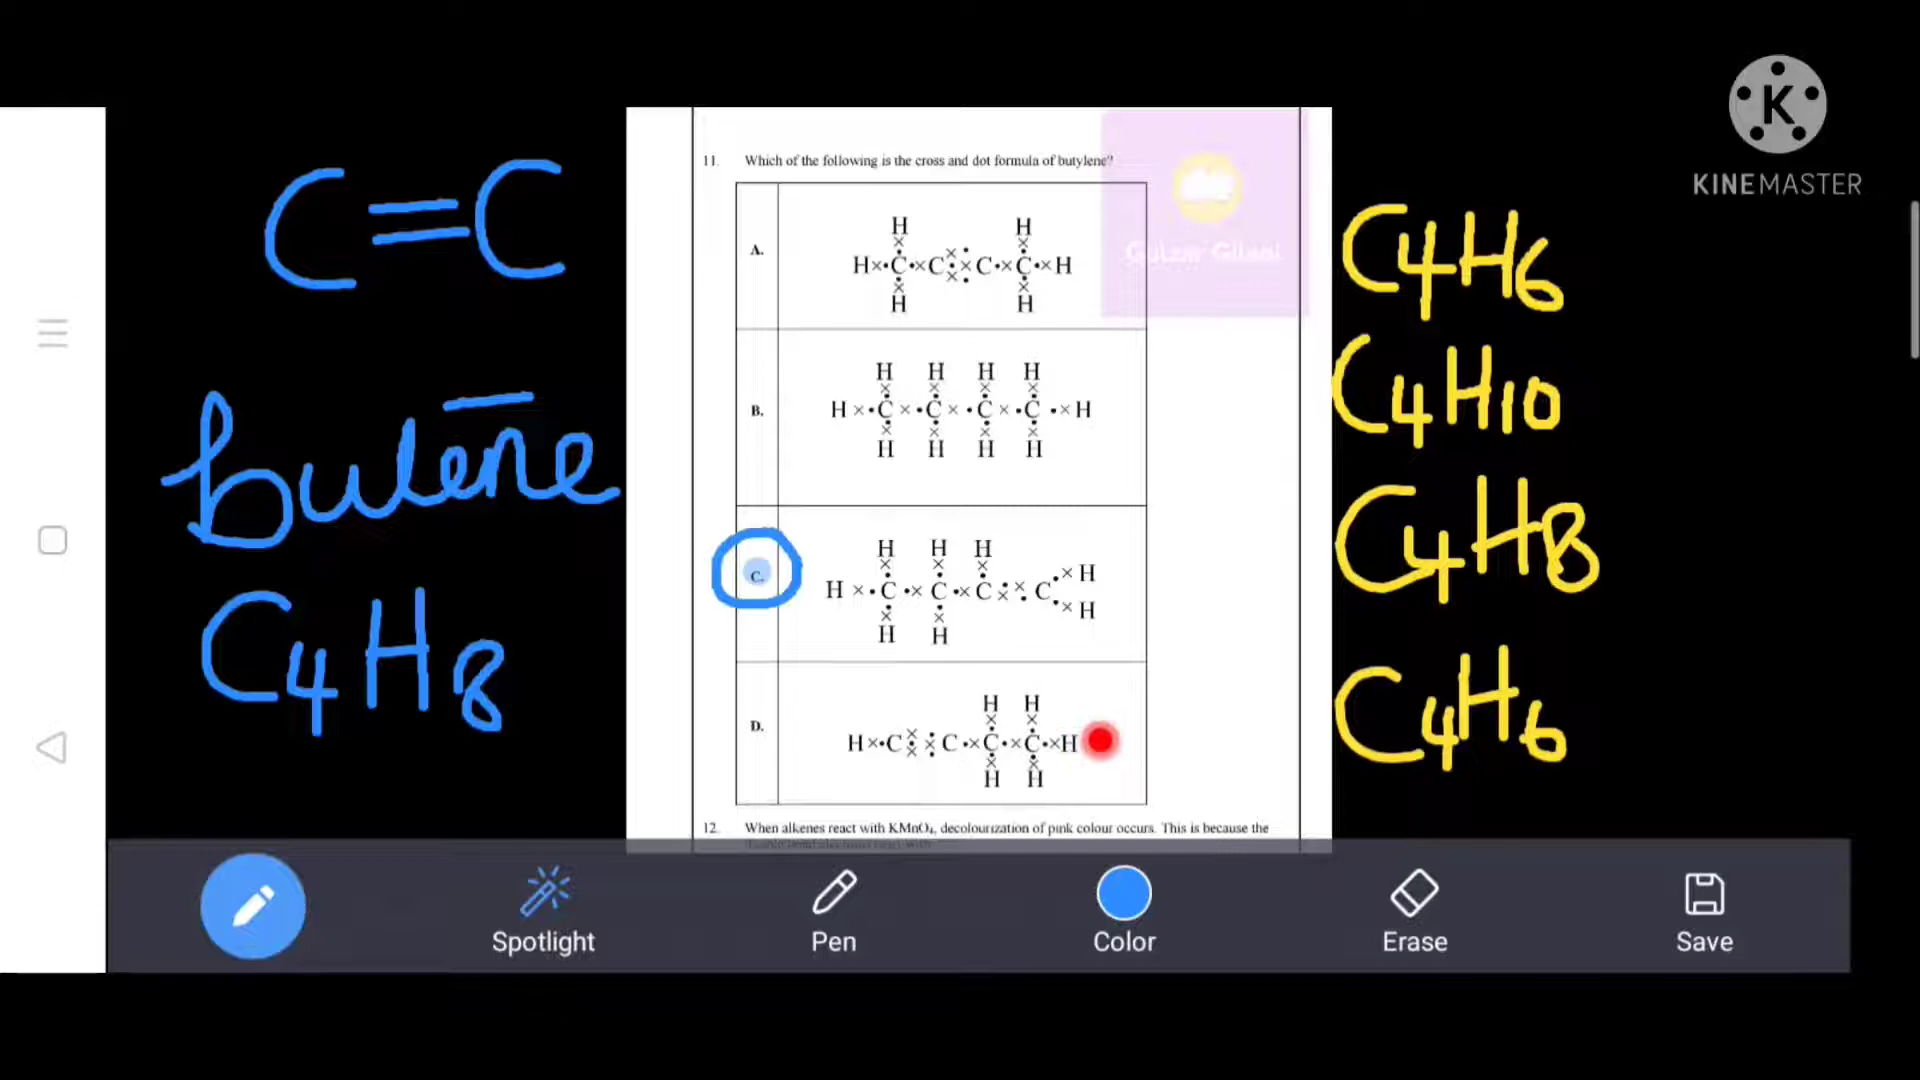 KINEMASTER
C=C
butene
C4H8
11. Which of the following is the cross and dot formula of butylene?
Gulzar Gilani
A.
H H
H×•C•×C×•×C•×C•×H
H H
B.
H H H H
H×•C×•C×•C×•C•×H
H H H H
C.
H H H
H×•C•×C•×C×•×C•×H
•×H
H H
D.
H H
H×•C×•×C•×C•×C•×H
H H
12. When alkenes react with KMnO4, decolourization of pink colour occurs. This is because the
C4H6
C4H10
C4H8
C4H6
Spotlight
Pen
Color
Erase
Save